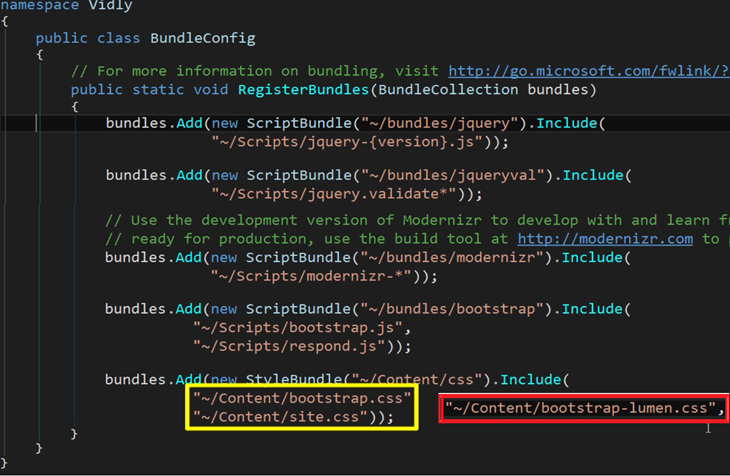 namespace Vidly
{
public class BundleConfig
{
// For more information on bundling, visit http://go.microsoft.com/fwlink/?
public static void RegisterBundles(BundleCollection bundles)
{
bundles.Add(new ScriptBundle("~/bundles/jquery").Include(
"~/Scripts/jquery-{version}.js"));
bundles.Add(new ScriptBundle("~/bundles/jqueryval").Include(
"~/Scripts/jquery.validate*"));
// Use the development version of Modernizr to develop with and learn f
// ready for production, use the build tool at http://modernizr.com to
bundles.Add(new ScriptBundle("~/bundles/modernizr").Include(
"~/Scripts/modernizr-*"));
bundles.Add(new ScriptBundle("~/bundles/bootstrap").Include(
"~/Scripts/bootstrap.js",
"~/Scripts/respond.js"));
bundles.Add(new StyleBundle("~/Content/css").Include(
"~/Content/bootstrap.css"
"~/Content/bootstrap-lumen.css",
"~/Content/site.css"));
}
}
}